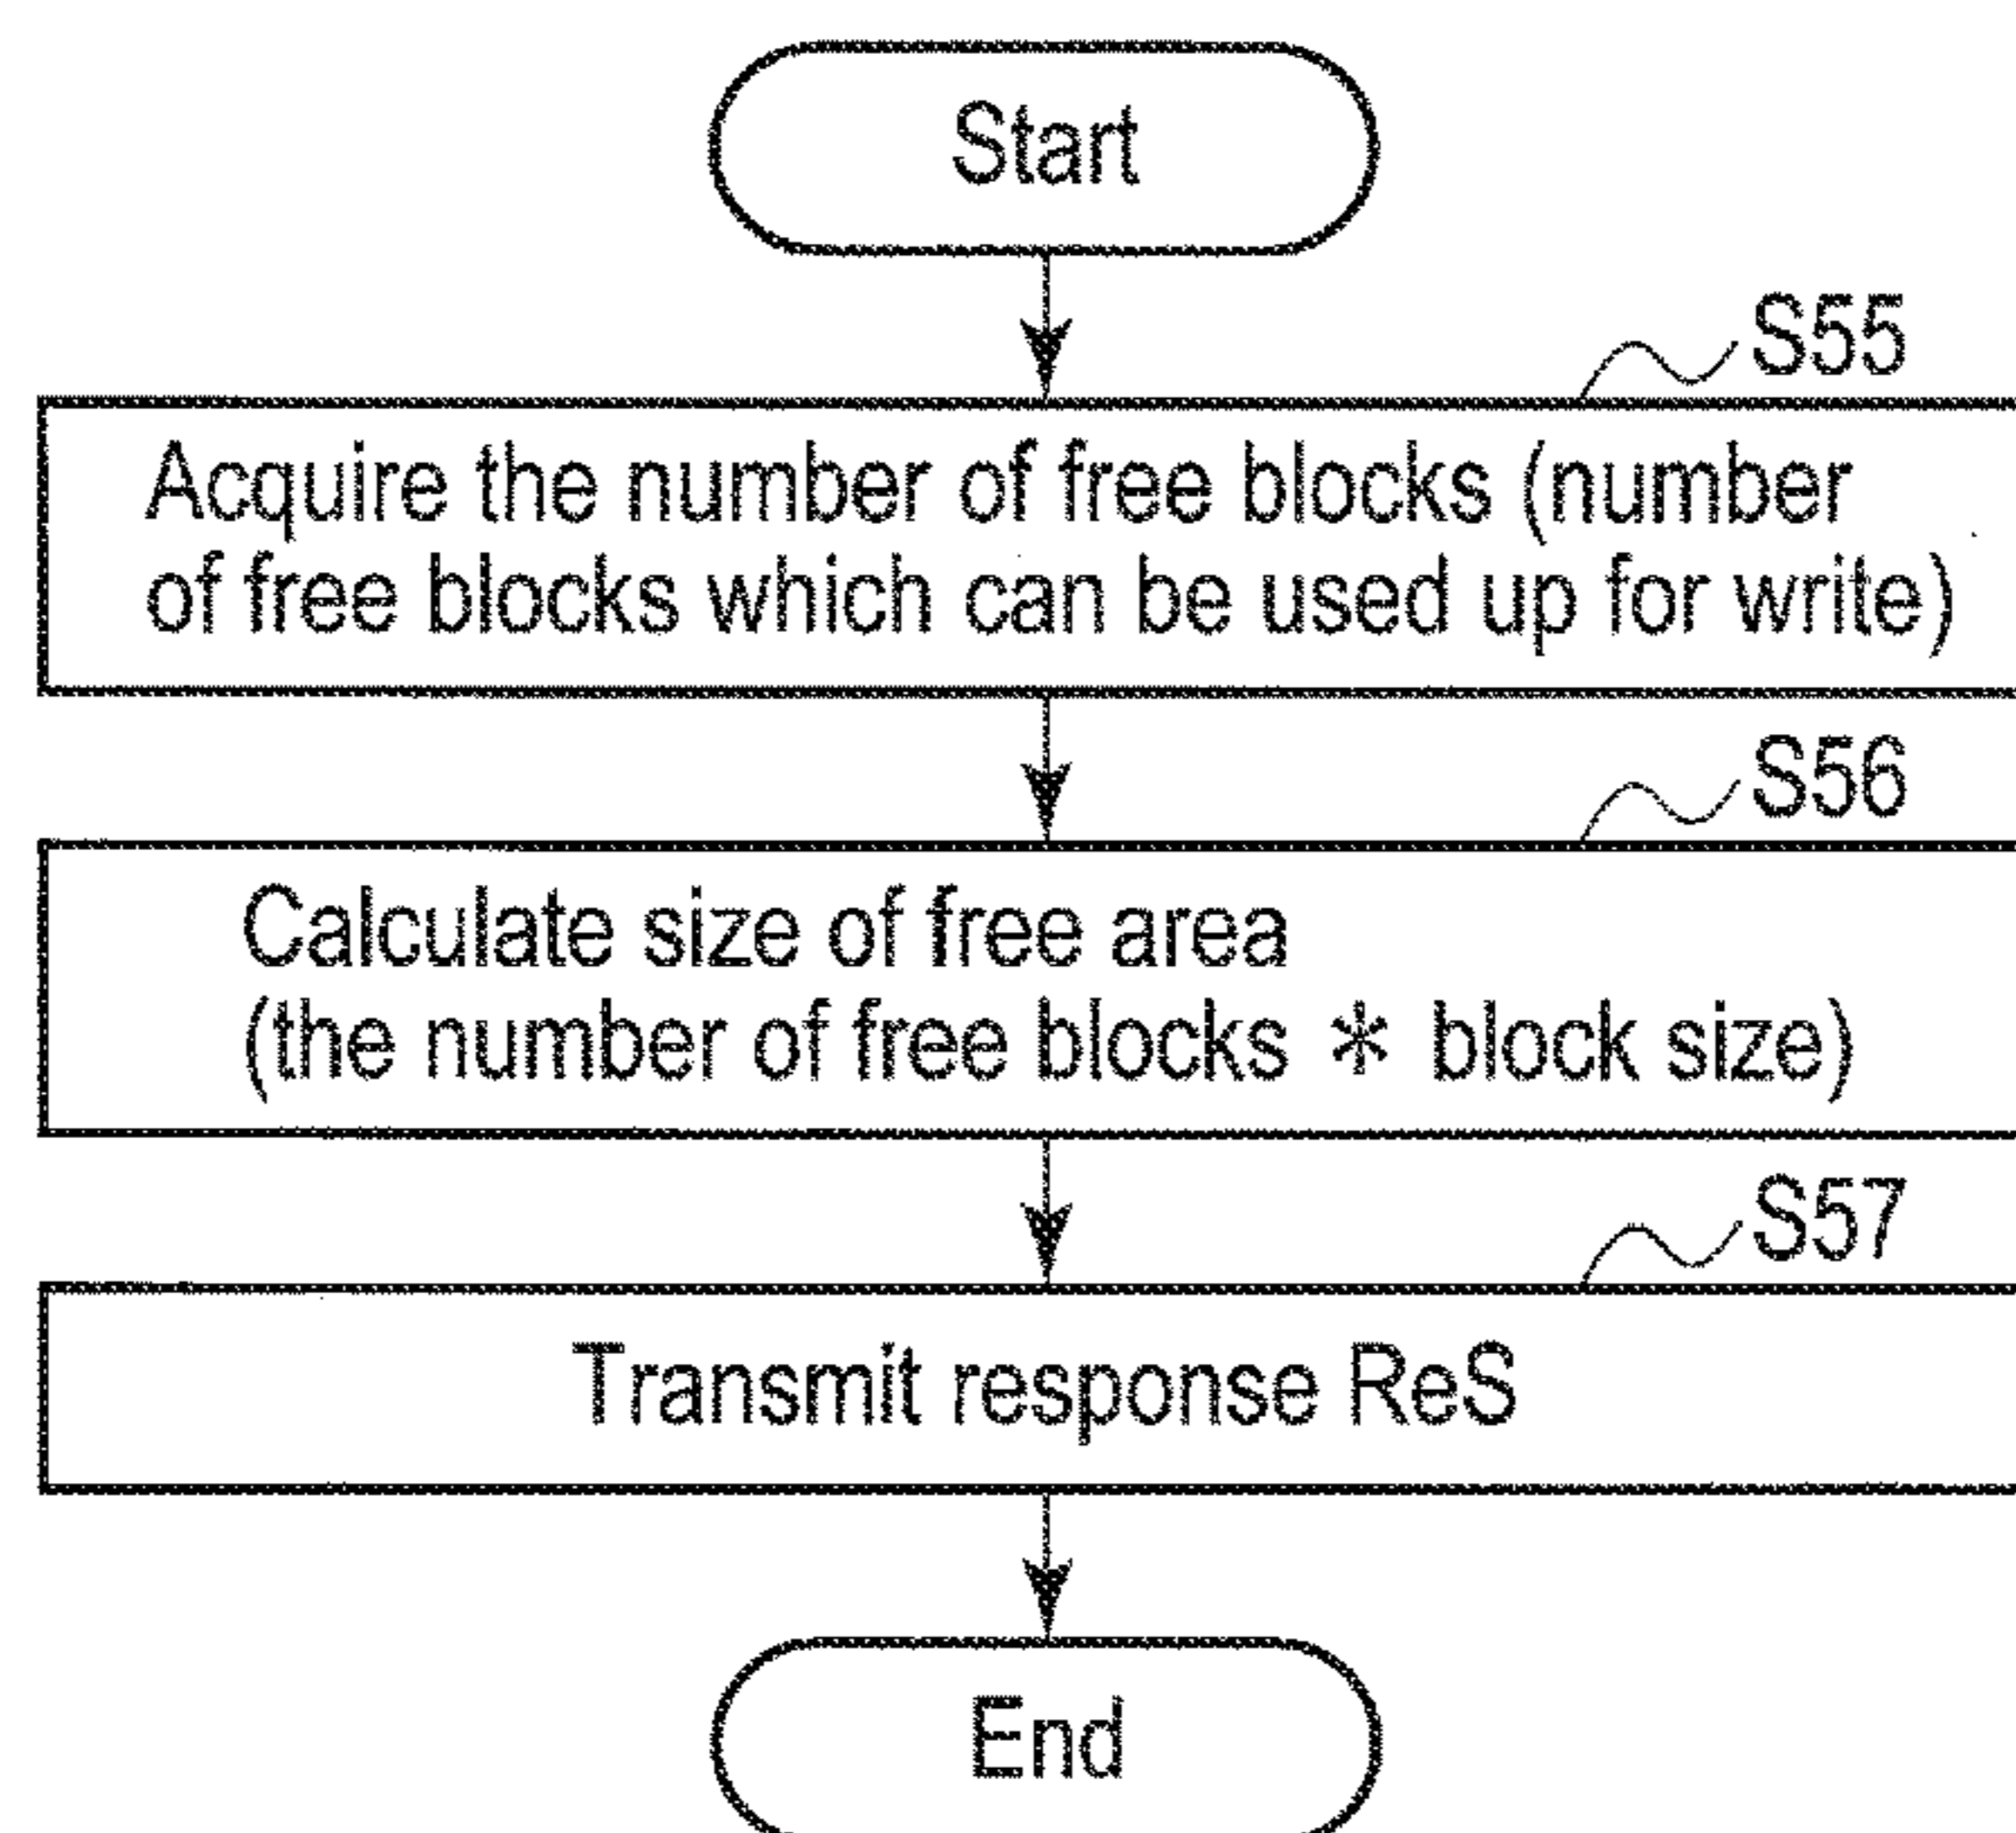 Start
S55
Acquire the number of free blocks (number
of free blocks which can be used up for write)
S56
Calculate size of free area
(the number of free blocks * block size)
S57
Transmit response ReS
End